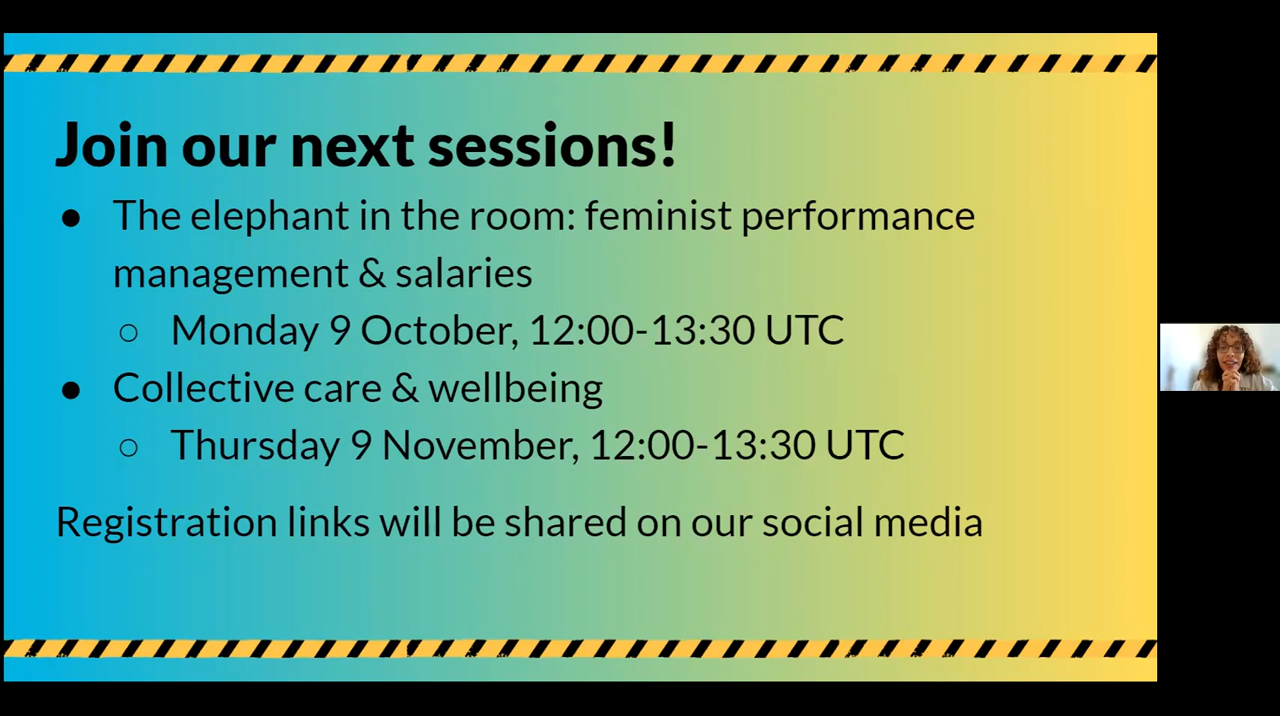 Join our next sessions!
● The elephant in the room: feminist performance
management & salaries
○ Monday 9 October, 12:00-13:30 UTC
● Collective care & wellbeing
○ Thursday 9 November, 12:00-13:30 UTC
Registration links will be shared on our social media